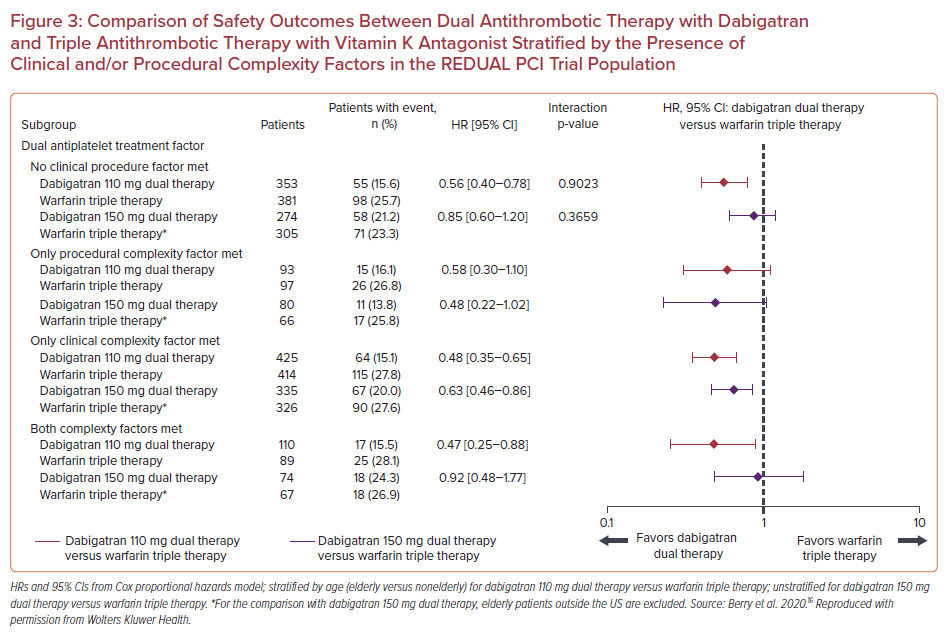 Figure 3: Comparison of Safety Outcomes Between Dual Antithrombotic Therapy with Dabigatran
and Triple Antithrombotic Therapy with Vitamin K Antagonist Stratified by the Presence of
Clinical and/or Procedural Complexity Factors in the REDUAL PCI Trial Population
Patients with event, Interaction HR, 95% CI: dabigatran dual therapy
Subgroup Patients n (%) HR [95% CI] p-value versus warfarin triple therapy
Dual antiplatelet treatment factor
No clinical procedure factor met
Dabigatran 110 mg dual therapy 353 55 (15.6) 0.56 [0.40–0.78] 0.9023
Warfarin triple therapy 381 98 (25.7)
Dabigatran 150 mg dual therapy 274 58 (21.2) 0.85 [0.60–1.20] 0.3659
Warfarin triple therapy* 305 71 (23.3)
Only procedural complexity factor met
Dabigatran 110 mg dual therapy 93 15 (16.1) 0.58 [0.30–1.10]
Warfarin triple therapy 97 26 (26.8)
Dabigatran 150 mg dual therapy 80 11 (13.8) 0.48 [0.22–1.02]
Warfarin triple therapy* 66 17 (25.8)
Only clinical complexity factor met
Dabigatran 110 mg dual therapy 425 64 (15.1) 0.48 [0.35–0.65]
Warfarin triple therapy 414 115 (27.8)
Dabigatran 150 mg dual therapy 335 67 (20.0) 0.63 [0.46–0.86]
Warfarin triple therapy* 326 90 (27.6)
Both complexity factors met
Dabigatran 110 mg dual therapy 110 17 (15.5) 0.47 [0.25–0.88]
Warfarin triple therapy 89 25 (28.1)
Dabigatran 150 mg dual therapy 74 18 (24.3) 0.92 [0.48–1.77]
Warfarin triple therapy* 67 18 (26.9)
0.1 1 10
Dabigatran 110 mg dual therapy Dabigatran 150 mg dual therapy Favors dabigatran Favors warfarin
versus warfarin triple therapy versus warfarin triple therapy dual therapy triple therapy
HRs and 95% CIs from Cox proportional hazards model; stratified by age (elderly versus nonelderly) for dabigatran 110 mg dual therapy versus warfarin triple therapy; unstratified for dabigatran 150 mg
dual therapy versus warfarin triple therapy. *For the comparison with dabigatran 150 mg dual therapy, elderly patients outside the US are excluded. Source: Berry et al. 2020.¹⁶ Reproduced with
permission from Wolters Kluwer Health.